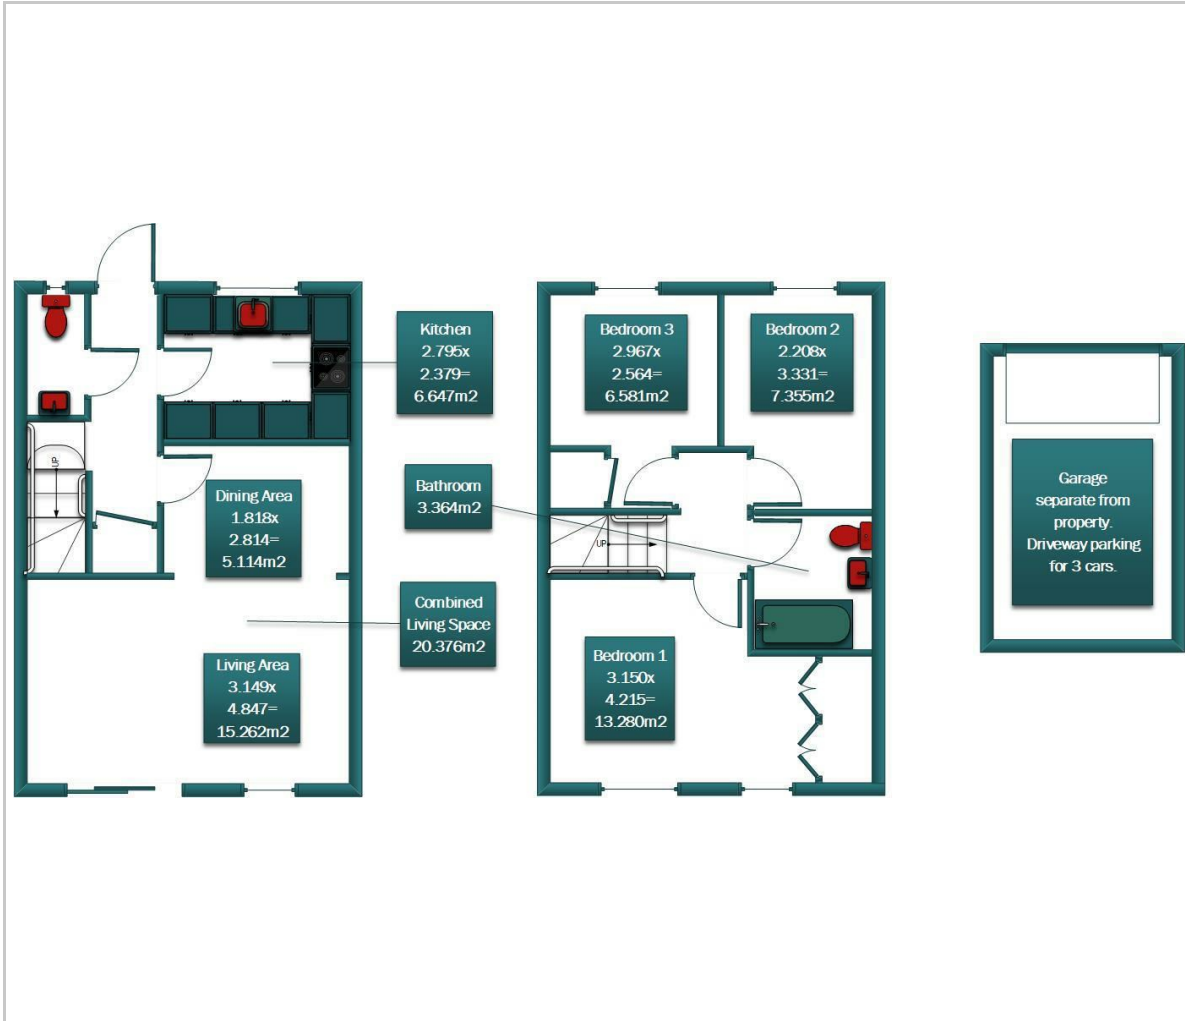 Kitchen
2.795x
2.379=
6.647m2
Bedroom 3
2.967x
2.564=
6.581m2
Bedroom 2
2.208x
3.331=
7.355m2
Garage
separate from
property.
Driveway parking
for 3 cars.
UP
Dining Area
1.818x
2.814=
5.114m2
Bathroom
3.364m2
UP
Combined
Living Space
20.376m2
Living Area
3.149x
4.847=
15.262m2
Bedroom 1
3.150x
4.215=
13.280m2